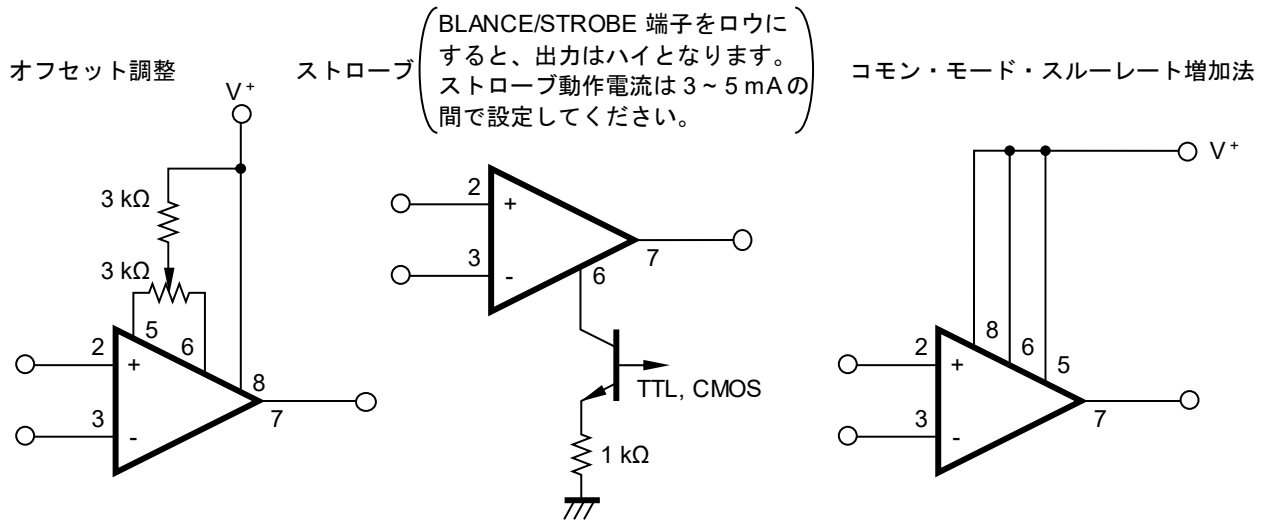 オフセット調整
V+
3 kΩ
3 kΩ
5
6
2
+
8
3
-
7
ストローブ
BLANCE/STROBE 端子をロウに
すると、出力はハイとなります。
ストローブ動作電流は 3 ~ 5 mA の
間で設定してください。
2
+
3
-
7
6
TTL, CMOS
1 kΩ
コモン・モード・スルーレート増加法
V+
8
6
5
2
+
3
-
7